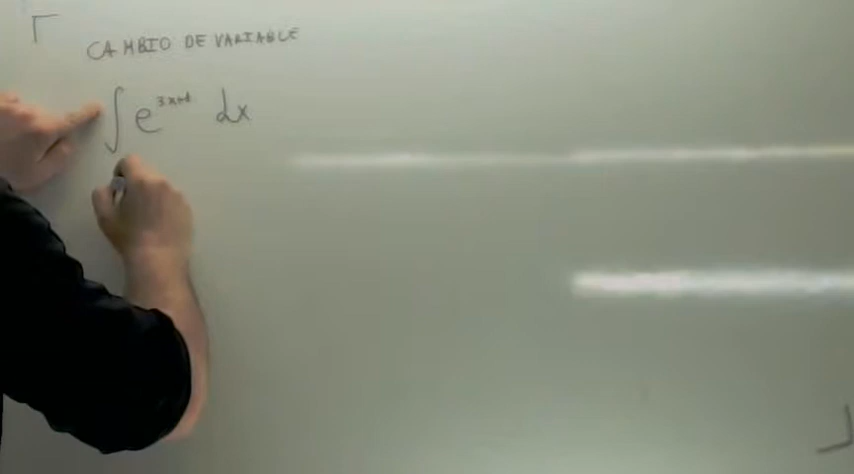 CAMBIO DE VARIABLE
∫ e^{3x+1} dx